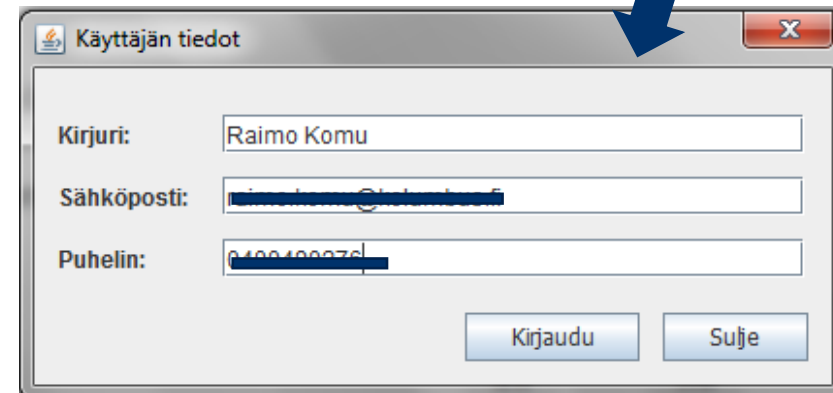 Käyttäjän tiedot
Kirjuri: Raimo Komu
Sähköposti:
Puhelin:
Kirjaudu Sulje